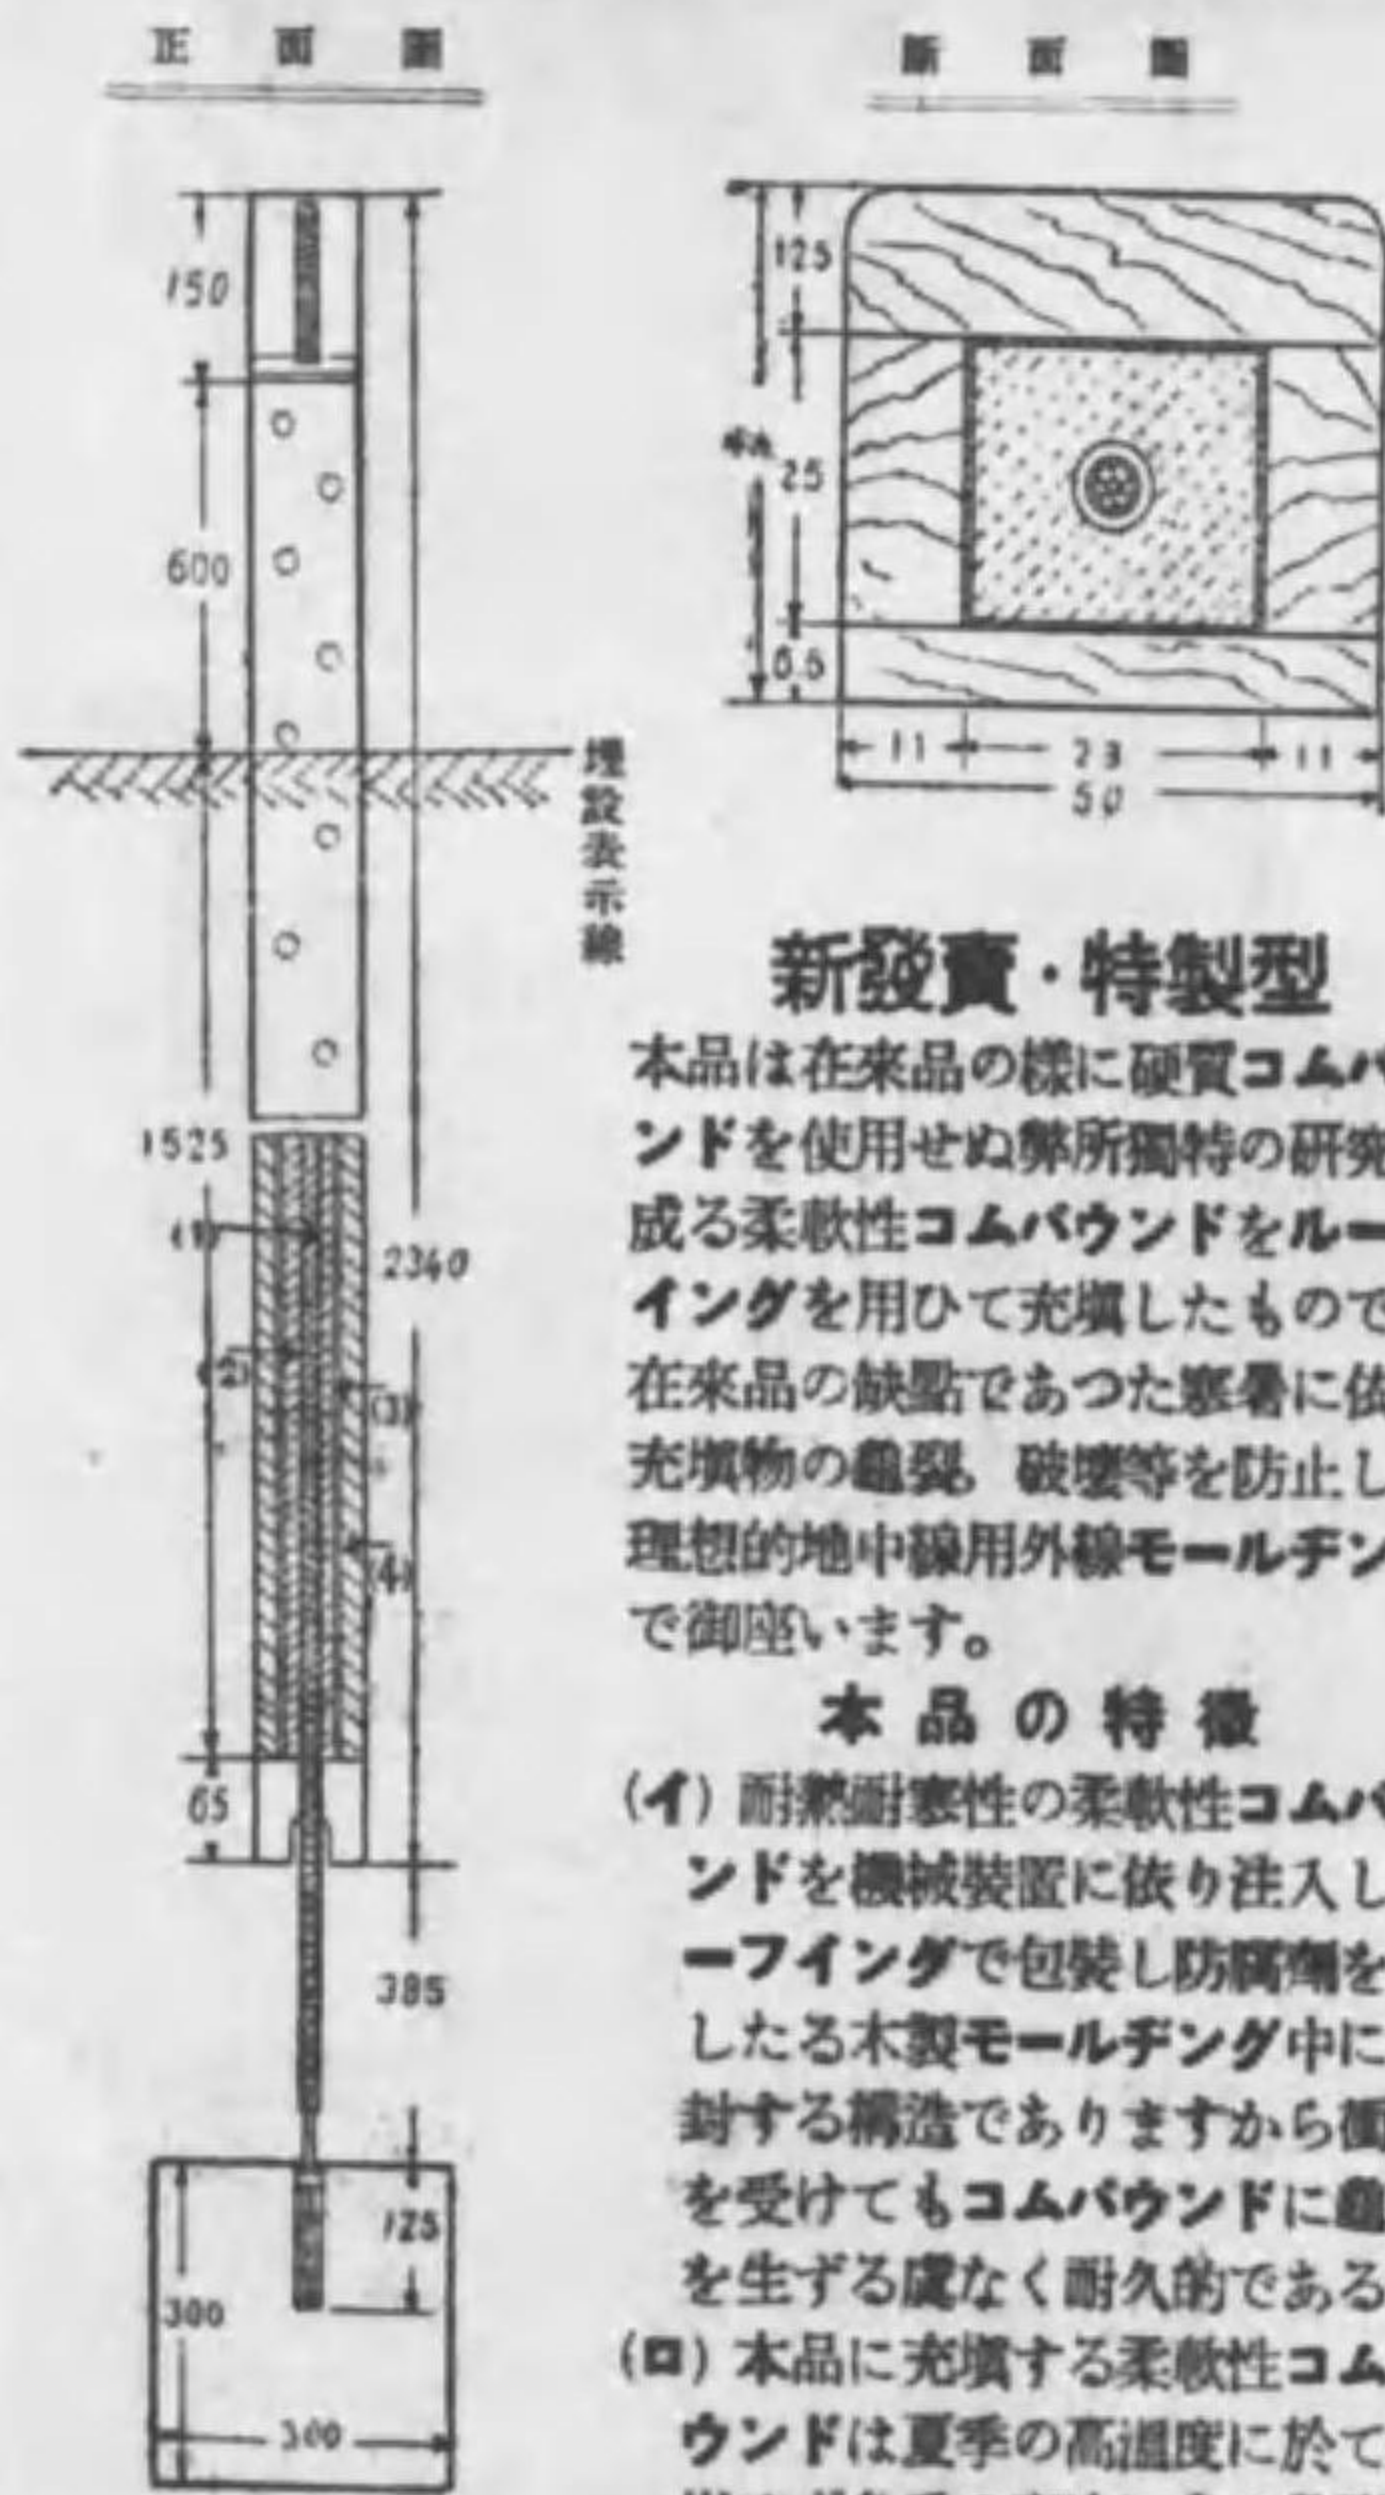 正面圖
150
600
1525
2340
(1)
(2)
(3)
(4)
65
385
125
300
300
埋設表示線
斷面圖
125
25
11
11
50
新發賣・特製型
本品は在來品の樣に硬質コムパ
ンドを使用せぬ弊所獨特の研究
成る柔軟性コムパウンドをルー
イングを用ひて充塡したもので
在來品の缺點であつた寒暑に依
充塡物の龜裂、破壞等を防止し
理想的地中線用外線モールヂン
で御座います。
本品の特徵
(イ) 耐熱耐寒性の柔軟性コムパ
ンドを機械裝置に依り注入し
ーフイングで包裝し防腐劑を
したる木製モールヂング中に
封する構造でありますから衝
を受けてもコムパウンドに龜
を生ずる虞なく耐久的である
(ロ) 本品に充塡する柔軟性コム
ウンドは夏季の高溫度に於て